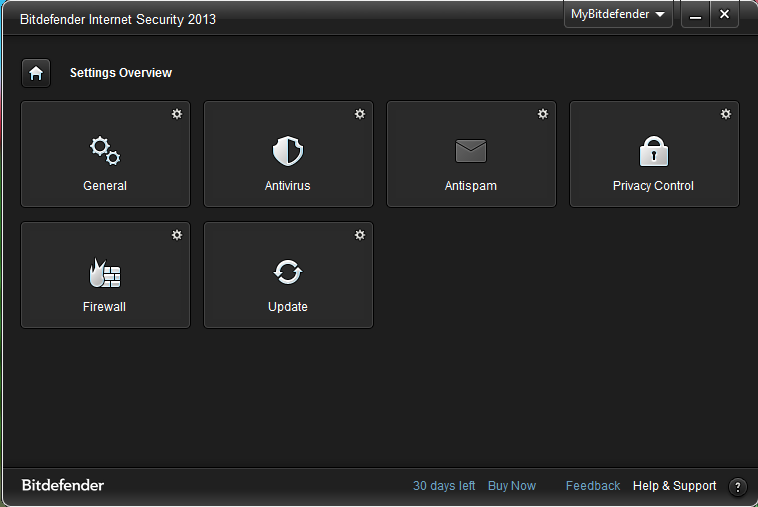 Bitdefender Internet Security 2013
MyBitdefender
Settings Overview
General
Antivirus
Antispam
Privacy Control
Firewall
Update
Bitdefender
30 days left
Buy Now
Feedback
Help & Support
?